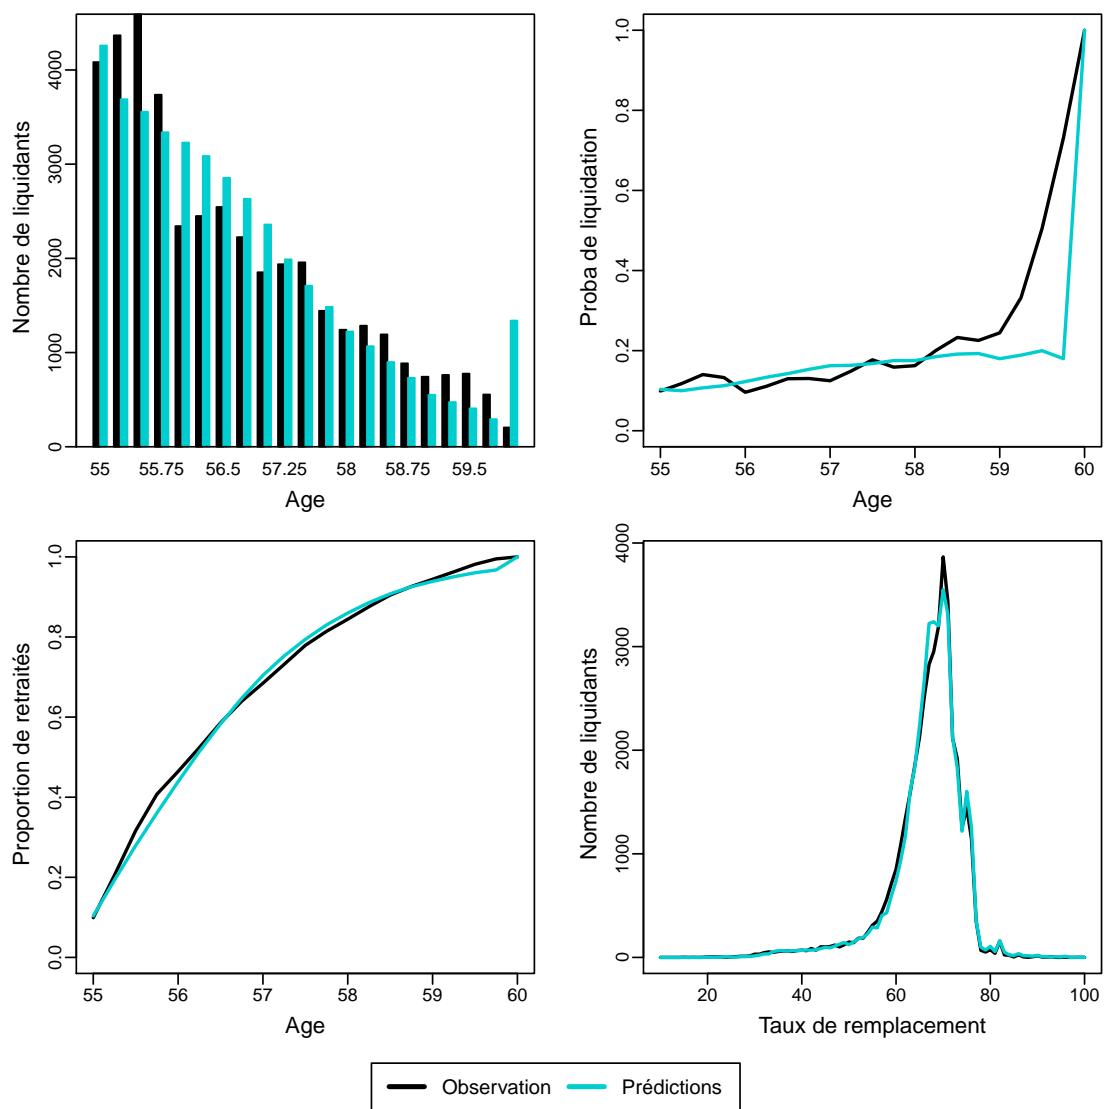 Nombre de liquidants
4000
3000
2000
1000
0
55 55.75 56.5 57.25 58 58.75 59.5
Age
Proba de liquidation
1.0
0.8
0.6
0.4
0.2
0.0
55 56 57 58 59 60
Age
Proportion de retraités
1.0
0.8
0.6
0.4
0.2
0.0
55 56 57 58 59 60
Age
Nombre de liquidants
4000
3000
2000
1000
0
20 40 60 80 100
Taux de remplacement
Observation Prédictions